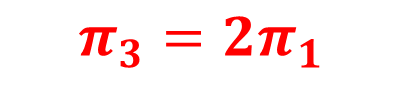 π₃ = 2π₁